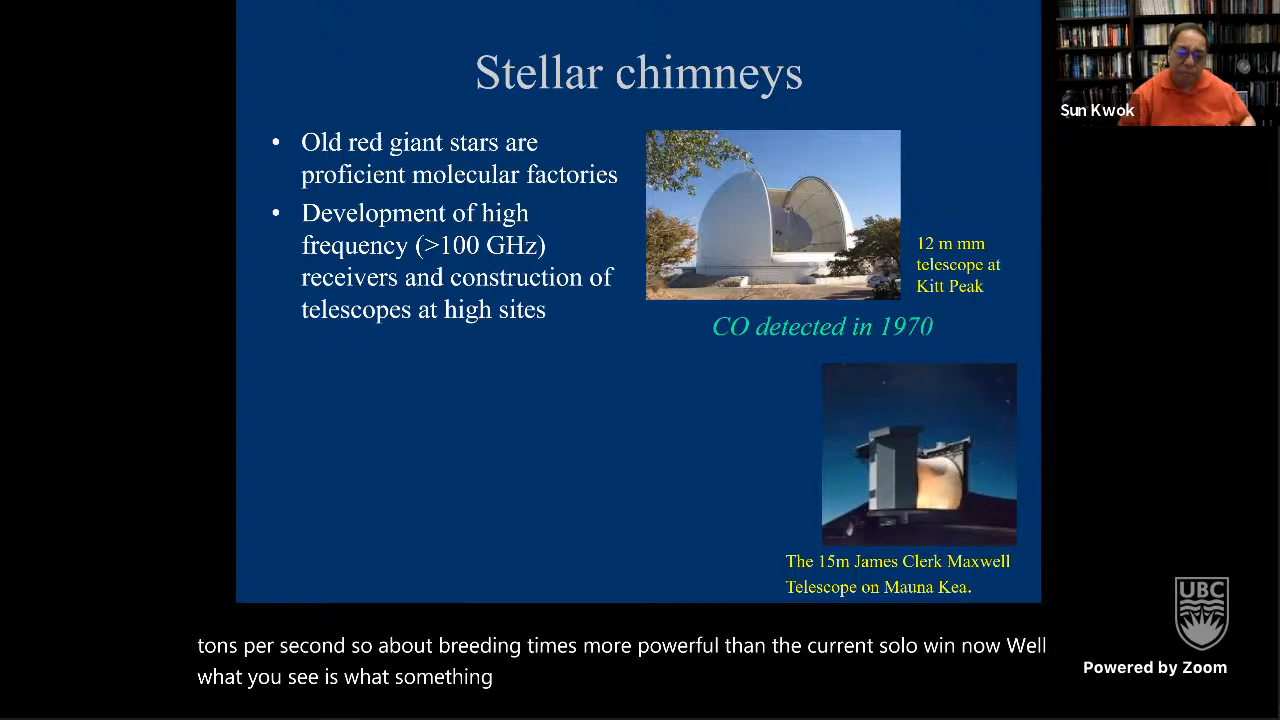 Stellar chimneys
• Old red giant stars are
proficient molecular factories
• Development of high
frequency (>100 GHz)
receivers and construction of
telescopes at high sites
12 m mm
telescope at
Kitt Peak
CO detected in 1970
The 15m James Clerk Maxwell
Telescope on Mauna Kea.
Sun Kwok
tons per second so about breeding times more powerful than the current solo win now Well
what you see is what something
UBC
Powered by Zoom